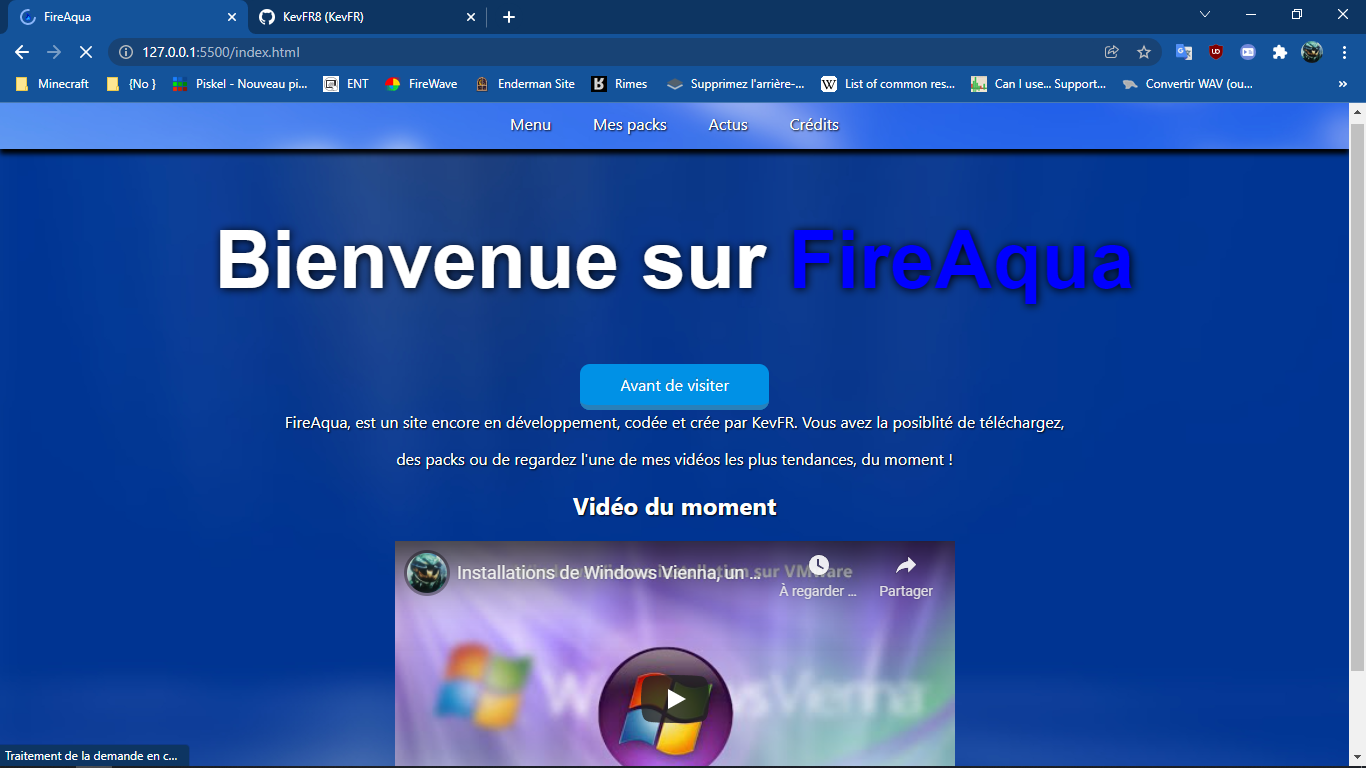 FireAqua
KevFR8 (KevFR)
127.0.0.1:5500/index.html
Minecraft
{No }
Piskel - Nouveau pi...
ENT
FireWave
Enderman Site
Rimes
Supprimez l'arrière-...
List of common res...
Can I use... Support...
Convertir WAV (ou...
»
Menu
Mes packs
Actus
Crédits
Bienvenue sur FireAqua
Avant de visiter
FireAqua, est un site encore en développement, codée et crée par KevFR. Vous avez la posiblité de téléchargez,
des packs ou de regardez l'une de mes vidéos les plus tendances, du moment !
Vidéo du moment
Installations de Windows Vienna, un ...
sur VMware
À regarder ...
Partager
Windows Vienna
Traitement de la demande en c...